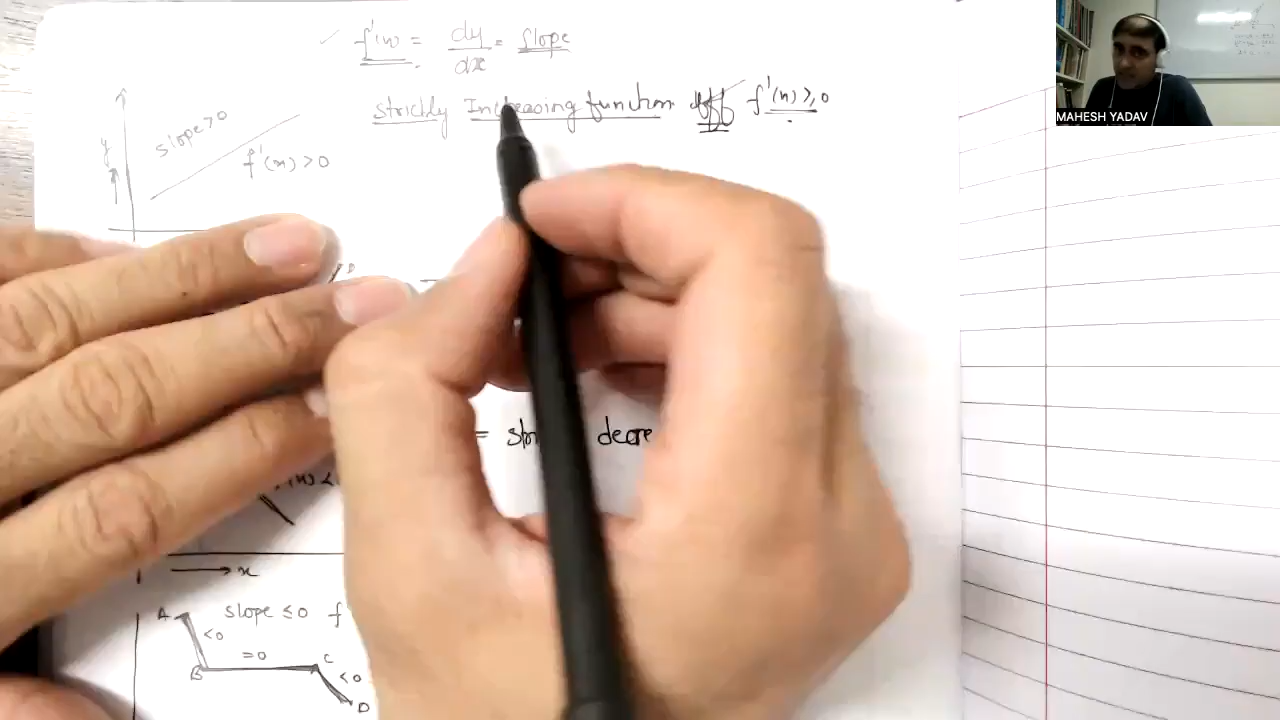 f'(x) = dy/dx = slope
strictly Increasing function iff f'(x) ≥ 0
y
slope > 0
f'(x) > 0
D
= stri decre
(x) <
x
A slope ≤ 0 f
< 0
= 0
B C
< 0
D
MAHESH YADAV